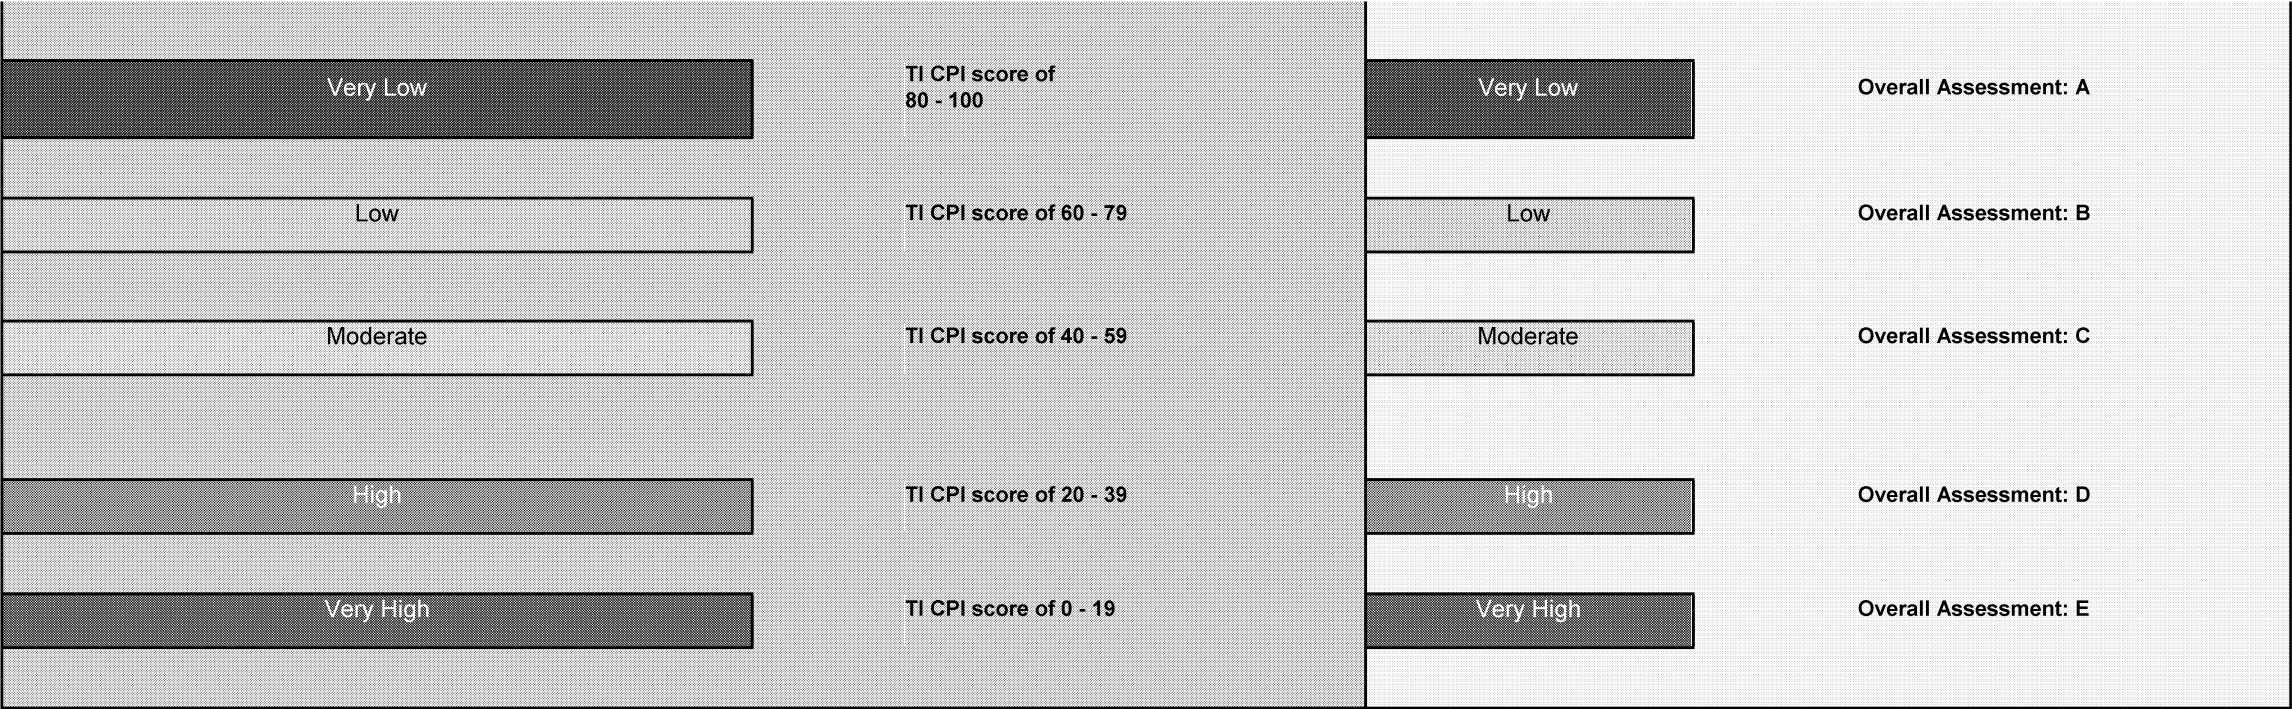 Very Low
TI CPI score of
80 - 100
Very Low
Overall Assessment: A
Low
TI CPI score of 60 - 79
Low
Overall Assessment: B
Moderate
TI CPI score of 40 - 59
Moderate
Overall Assessment: C
High
TI CPI score of 20 - 39
High
Overall Assessment: D
Very High
TI CPI score of 0 - 19
Very High
Overall Assessment: E